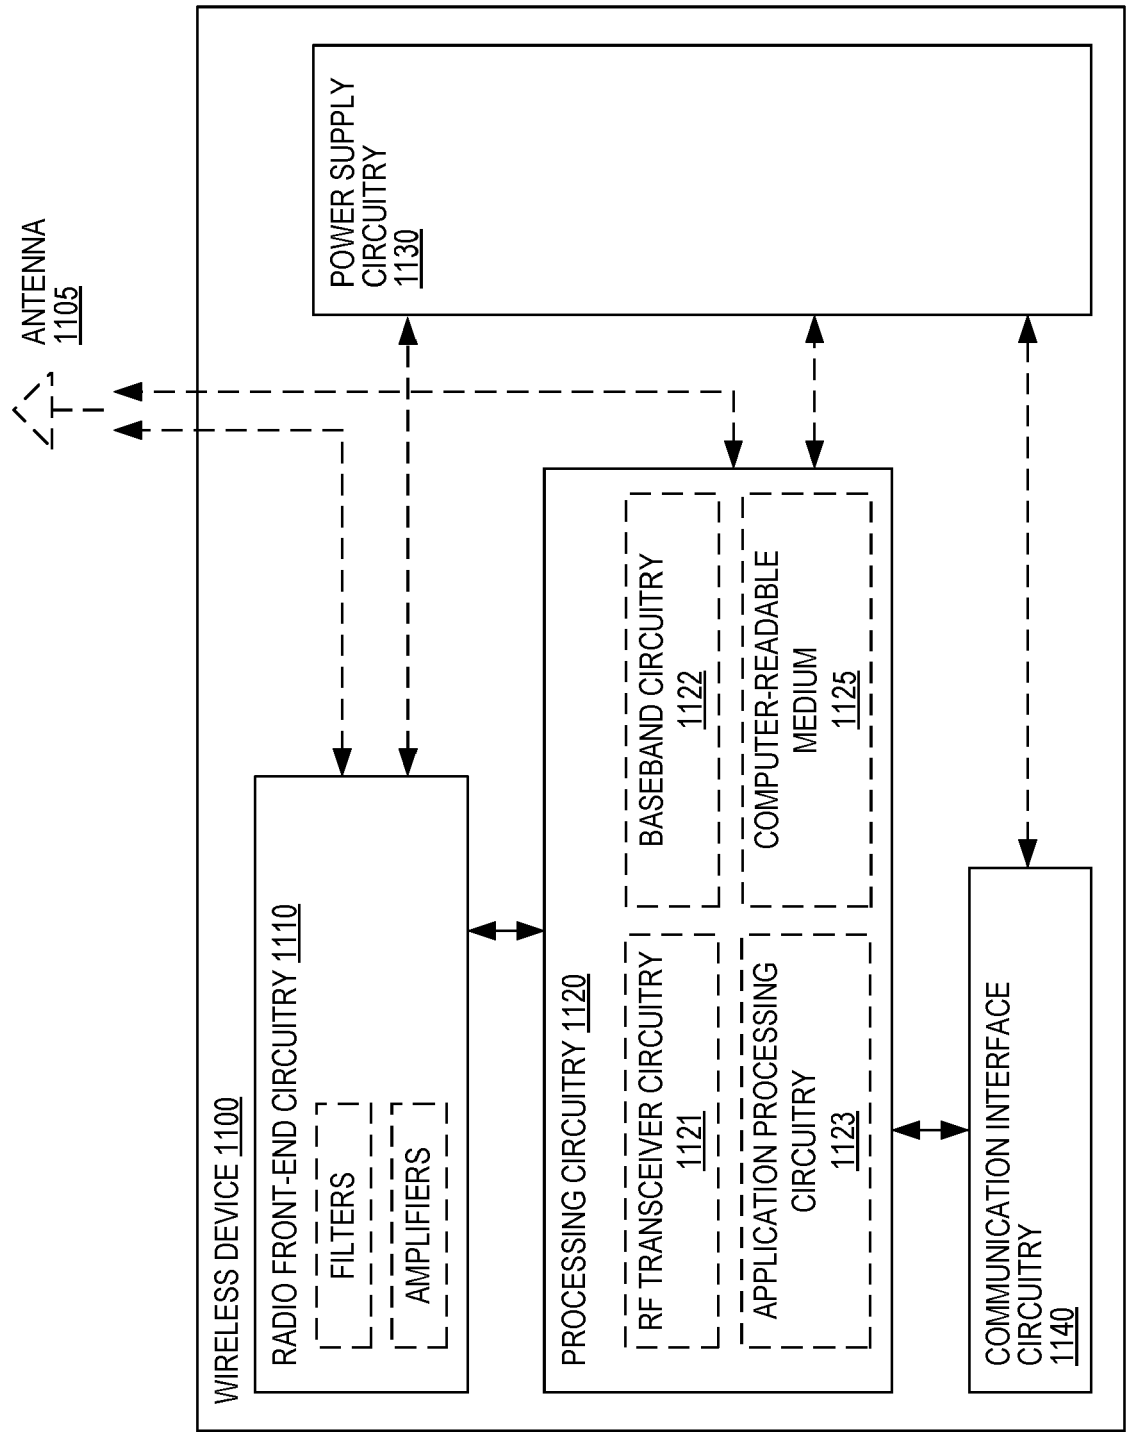 ANTENNA
1105
WIRELESS DEVICE 1100
RADIO FRONT-END CIRCUITRY 1110
FILTERS
AMPLIFIERS
PROCESSING CIRCUITRY 1120
RF TRANSCEIVER CIRCUITRY
1121
BASEBAND CIRCUITRY
1122
APPLICATION PROCESSING
CIRCUITRY
1123
COMPUTER-READABLE
MEDIUM
1125
COMMUNICATION INTERFACE
CIRCUITRY
1140
POWER SUPPLY
CIRCUITRY
1130